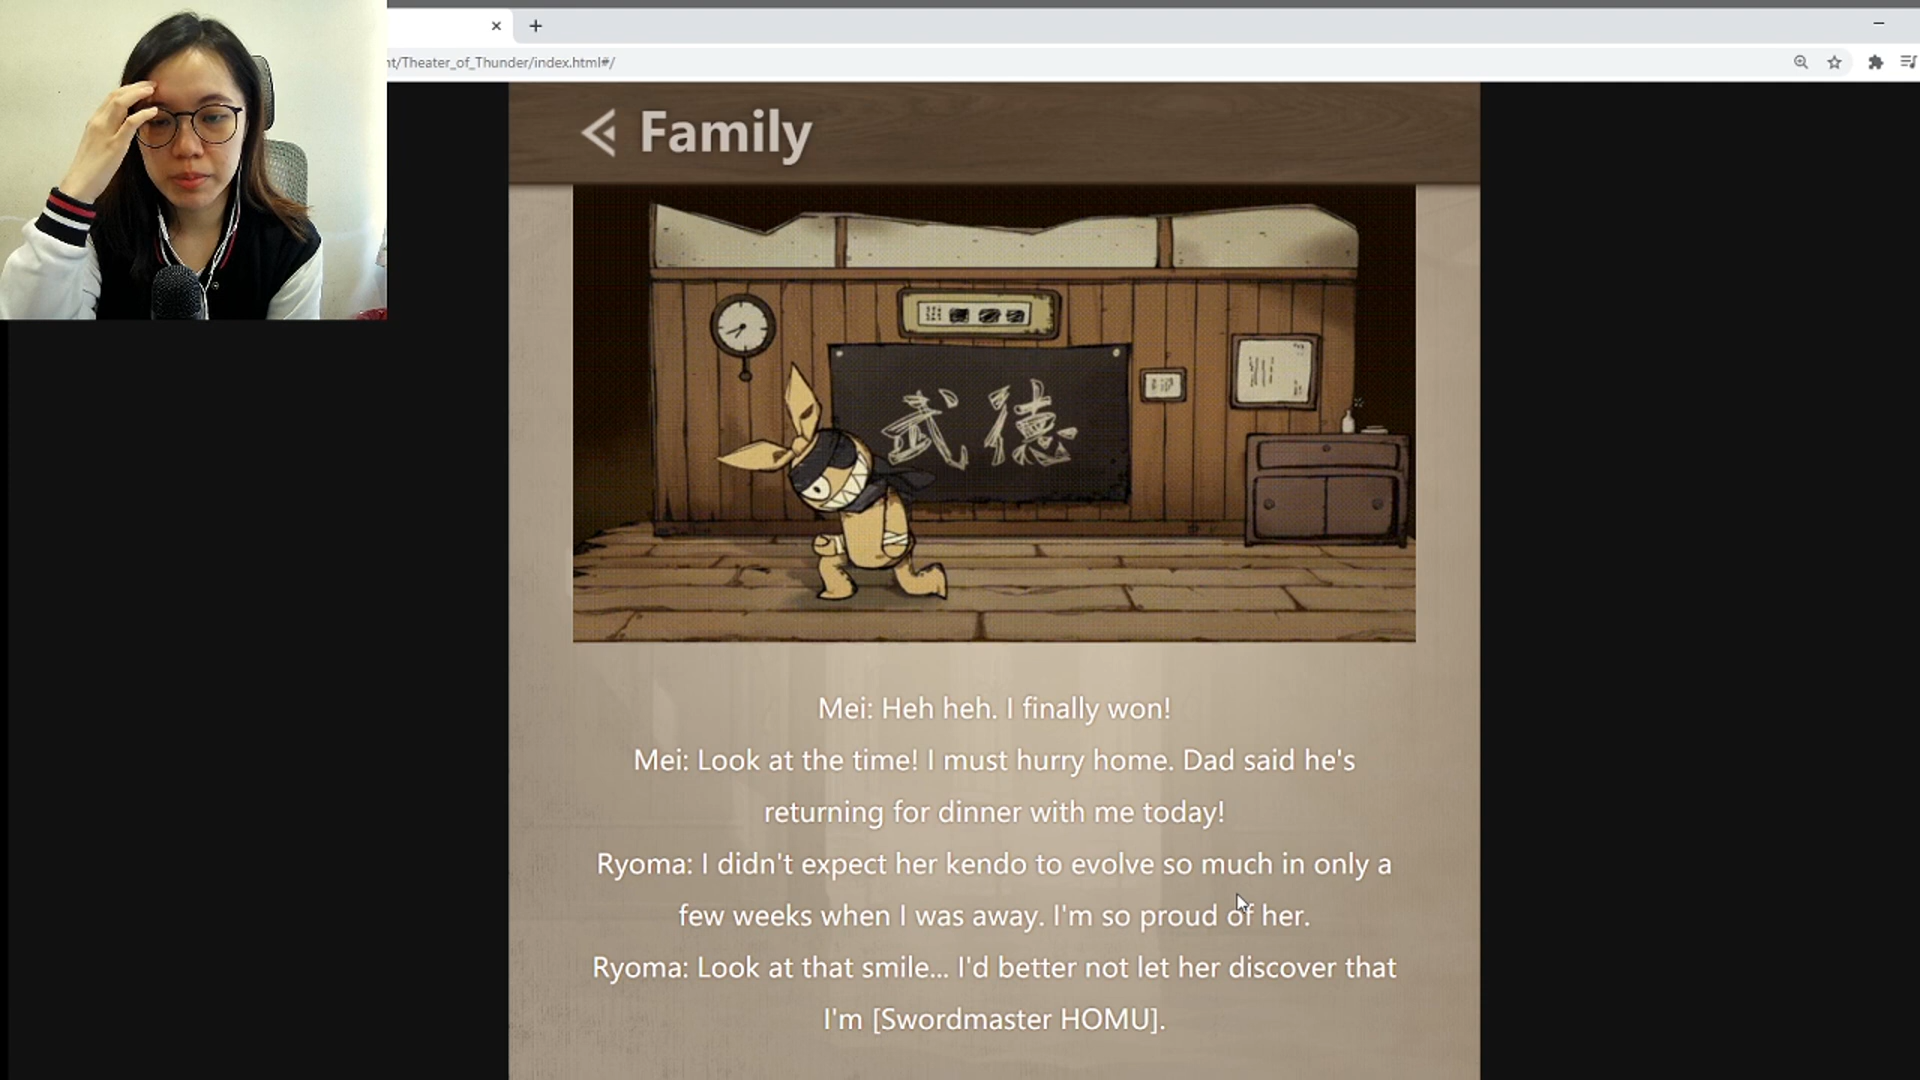 nt/Theater_of_Thunder/index.html#/
Family
武德
Mei: Heh heh. I finally won!
Mei: Look at the time! I must hurry home. Dad said he's
returning for dinner with me today!
Ryoma: I didn't expect her kendo to evolve so much in only a
few weeks when I was away. I'm so proud of her.
Ryoma: Look at that smile... I'd better not let her discover that
I'm [Swordmaster HOMU].